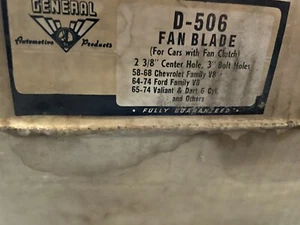 GENERAL
Automotive Products
D-506
FAN BLADE
(For Cars with Fan Clutch)
2 3/8" Center Hole, 3" Bolt Holes
58-68 Chevrolet Family V8
64-74 Ford Family V8
65-74 Valiant & Dart 6 Cyl.
and Others
• FULLY GUARANTEED •